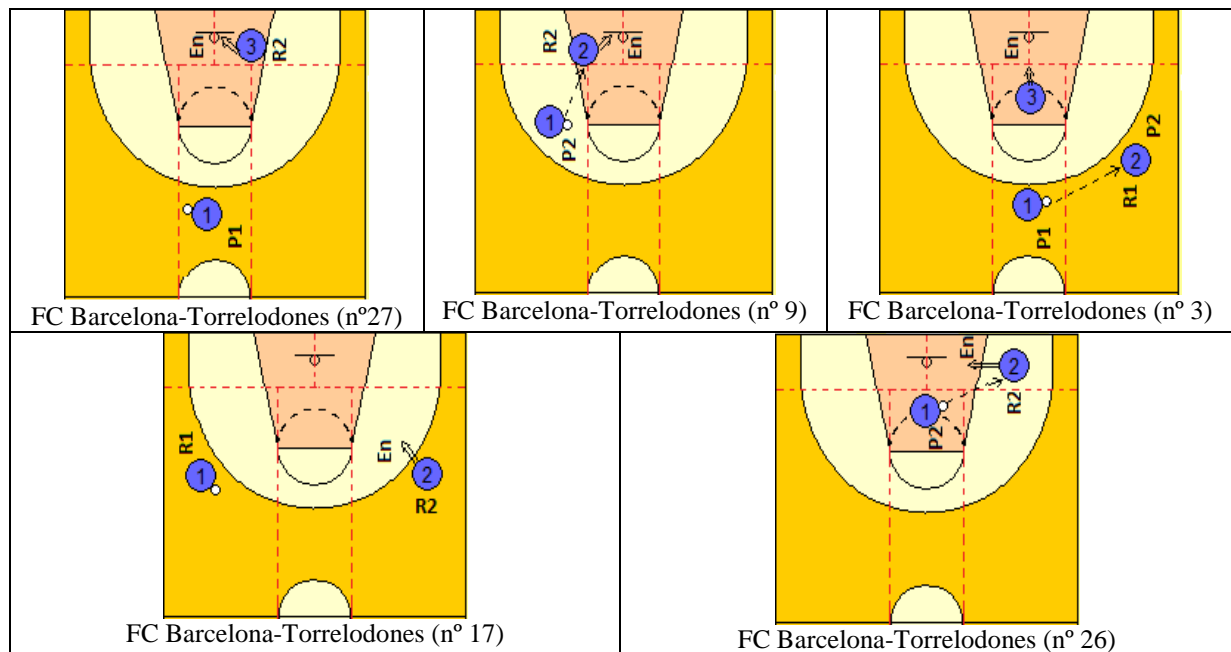 En
3
R2
1
P1
FC Barcelona-Torrelodones (nº27)
R2
2
En
1
P2
FC Barcelona-Torrelodones (nº 9)
En
3
P2
2
R1
1
P1
FC Barcelona-Torrelodones (nº 3)
R1
1
En
2
R2
FC Barcelona-Torrelodones (nº 17)
En
2
R2
1
P2
FC Barcelona-Torrelodones (nº 26)